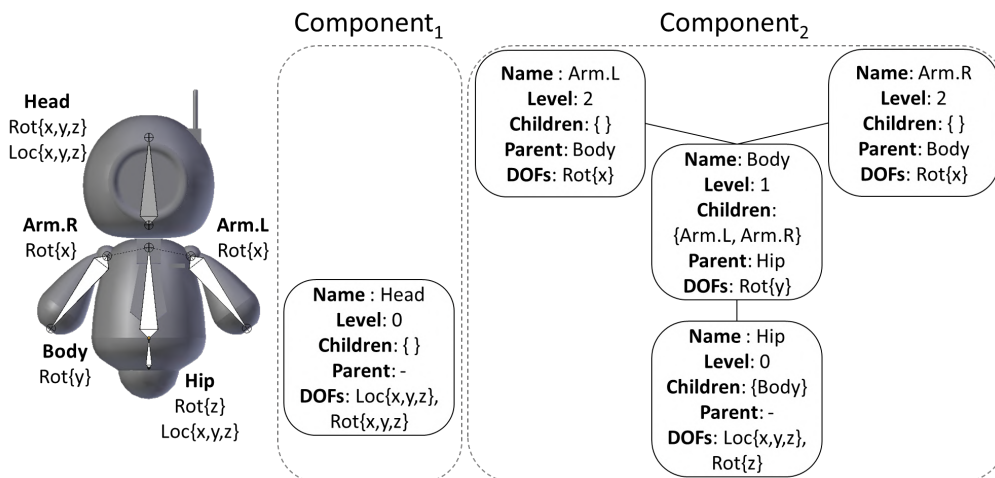 Component1
Component2
Head
Rot{x,y,z}
Loc{x,y,z}
Arm.R
Rot{x}
Arm.L
Rot{x}
Body
Rot{y}
Hip
Rot{z}
Loc{x,y,z}
Name : Head
Level: 0
Children: { }
Parent: -
DOFs: Loc{x,y,z},
Rot{x,y,z}
Name : Arm.L
Level: 2
Children: { }
Parent: Body
DOFs: Rot{x}
Name: Arm.R
Level: 2
Children: { }
Parent: Body
DOFs: Rot{x}
Name: Body
Level: 1
Children:
{Arm.L, Arm.R}
Parent: Hip
DOFs: Rot{y}
Name : Hip
Level: 0
Children: {Body}
Parent: -
DOFs: Loc{x,y,z},
Rot{z}